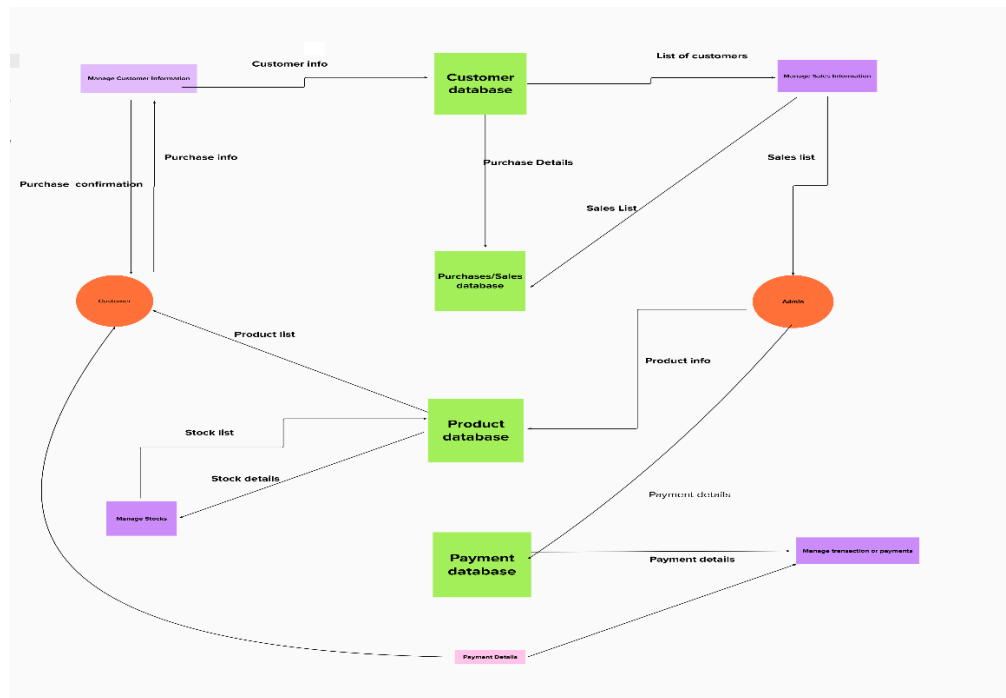 Customer info
List of customers
Manage Customer Information
Customer
database
Manage Sales Information
Purchase info
Purchase Details
Sales list
Purchase confirmation
Sales List
Purchases/Sales
database
Customer
Admin
Product list
Product info
Product
database
Stock list
Stock details
Payment details
Manage Stocks
Payment
database
Payment details
Manage transaction or payments
Payment Details